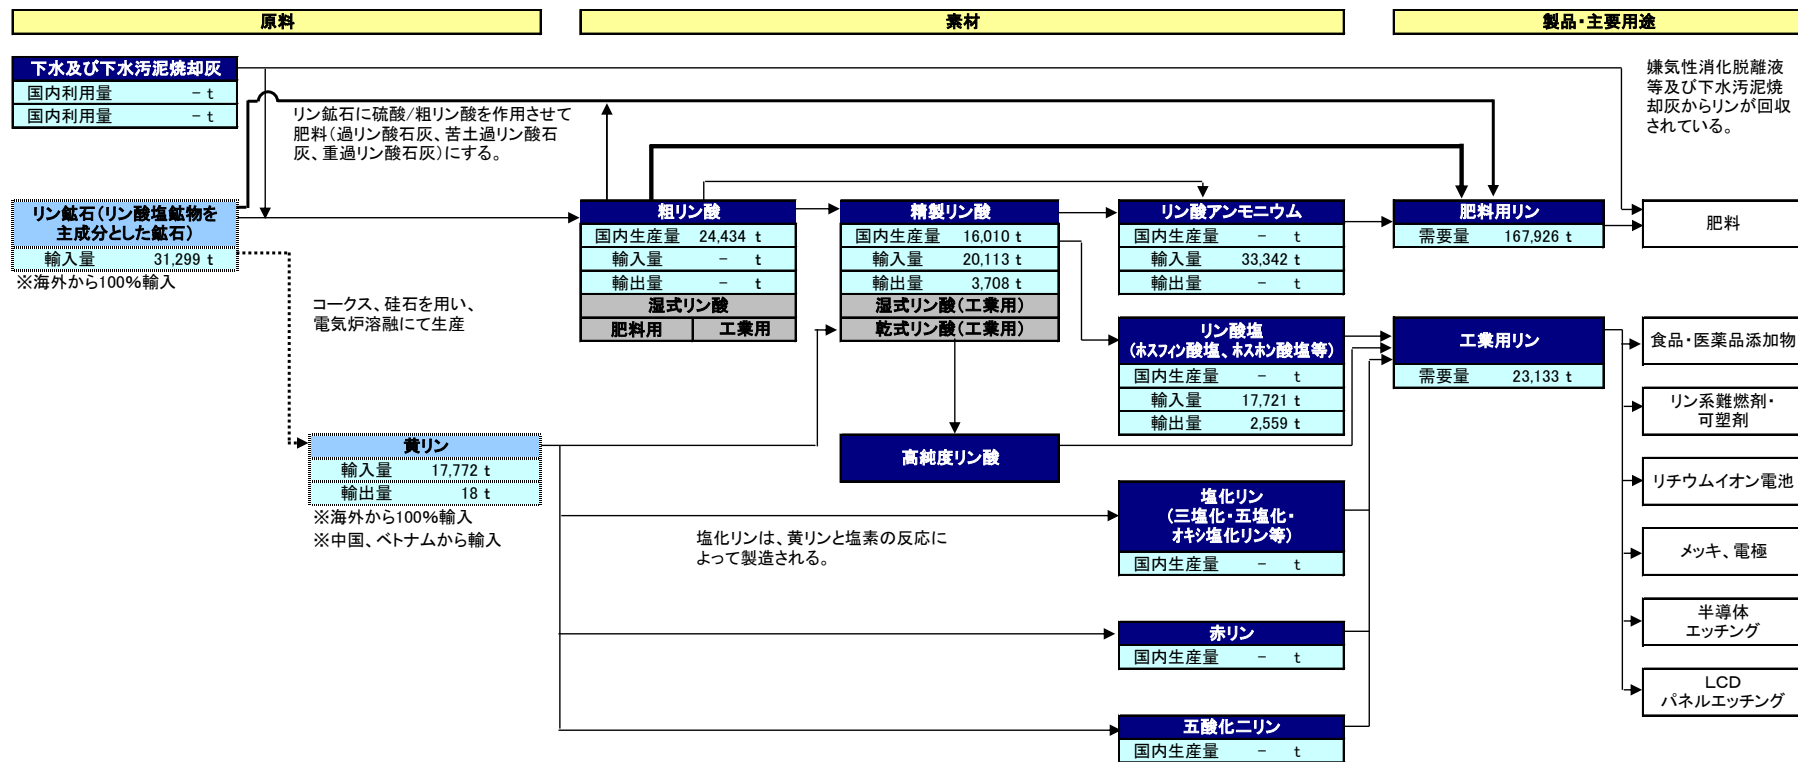 原料
素材
製品・主要用途
下水及び下水汚泥焼却灰
国内利用量 － t
国内利用量 － t
リン鉱石に硫酸/粗リン酸を作用させて
肥料（過リン酸石灰、苦土過リン酸石
灰、重過リン酸石灰）にする。
嫌気性消化脱離液
等及び下水汚泥焼
却灰からリンが回収
されている。
リン鉱石（リン酸塩鉱物を
主成分とした鉱石）
輸入量 31,299 t
※海外から100%輸入
粗リン酸
国内生産量 24,434 t
輸入量 － t
輸出量 － t
湿式リン酸
肥料用 工業用
精製リン酸
国内生産量 16,010 t
輸入量 20,113 t
輸出量 3,708 t
湿式リン酸（工業用）
乾式リン酸（工業用）
リン酸アンモニウム
国内生産量 － t
輸入量 33,342 t
輸出量 － t
肥料用リン
需要量 167,926 t
肥料
コークス、硅石を用い、
電気炉溶融にて生産
リン酸塩
（ホスフィン酸塩、ホスホン酸塩等）
国内生産量 － t
輸入量 17,721 t
輸出量 2,559 t
工業用リン
需要量 23,133 t
食品・医薬品添加物
リン系難燃剤・
可塑剤
リチウムイオン電池
メッキ、電極
半導体
エッチング
LCD
パネルエッチング
黄リン
輸入量 17,772 t
輸出量 18 t
※海外から100%輸入
※中国、ベトナムから輸入
高純度リン酸
塩化リンは、黄リンと塩素の反応に
よって製造される。
塩化リン
（三塩化・五塩化・
オキシ塩化リン等）
国内生産量 － t
赤リン
国内生産量 － t
五酸化二リン
国内生産量 － t